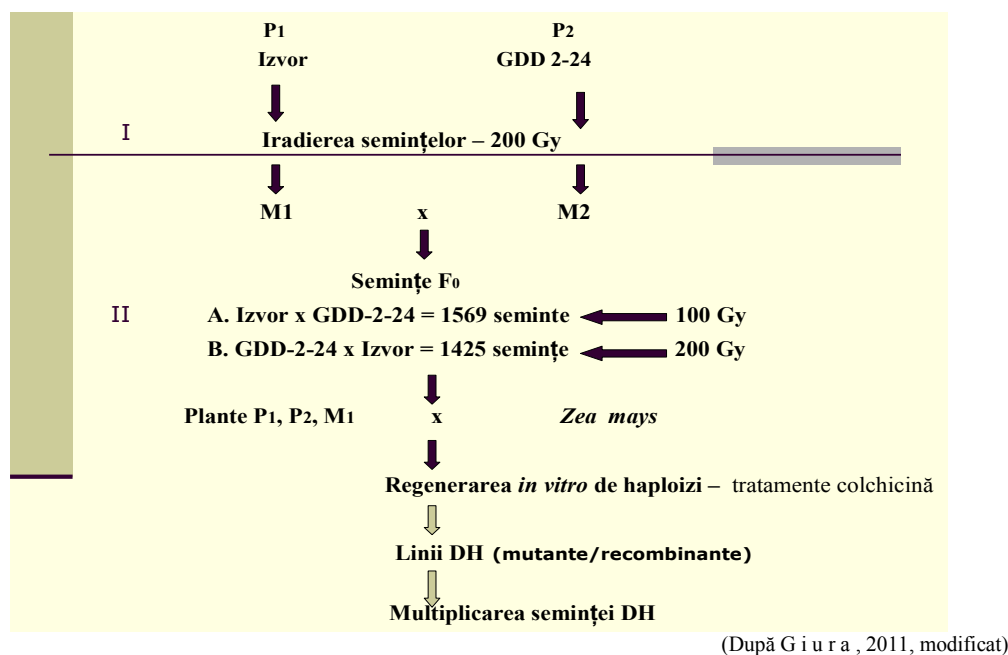 P1 P2
Izvor GDD 2-24
I
Iradierea semințelor – 200 Gy
M1 x M2
Semințe F0
II
A. Izvor x GDD-2-24 = 1569 seminte 100 Gy
B. GDD-2-24 x Izvor = 1425 semințe 200 Gy
Plante P1, P2, M1 x Zea mays
Regenerarea in vitro de haploizi – tratamente colchicină
Linii DH (mutante/recombinante)
Multiplicarea seminței DH
(După G i u r a , 2011, modificat)